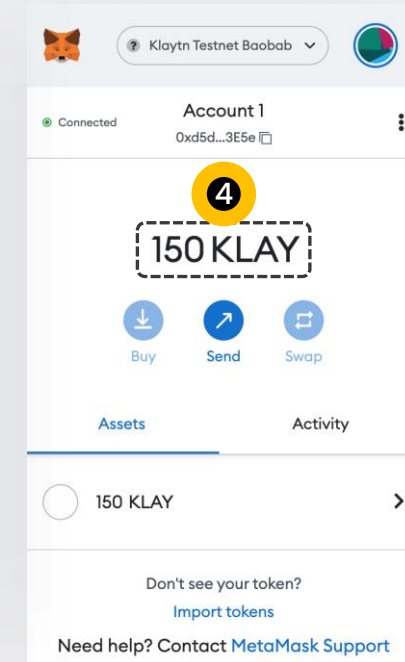 ? Klaytn Testnet Baobab
Connected
Account 1
0xd5d...3E5e
4
150 KLAY
Buy
Send
Swap
Assets
Activity
150 KLAY
Don't see your token?
Import tokens
Need help? Contact MetaMask Support